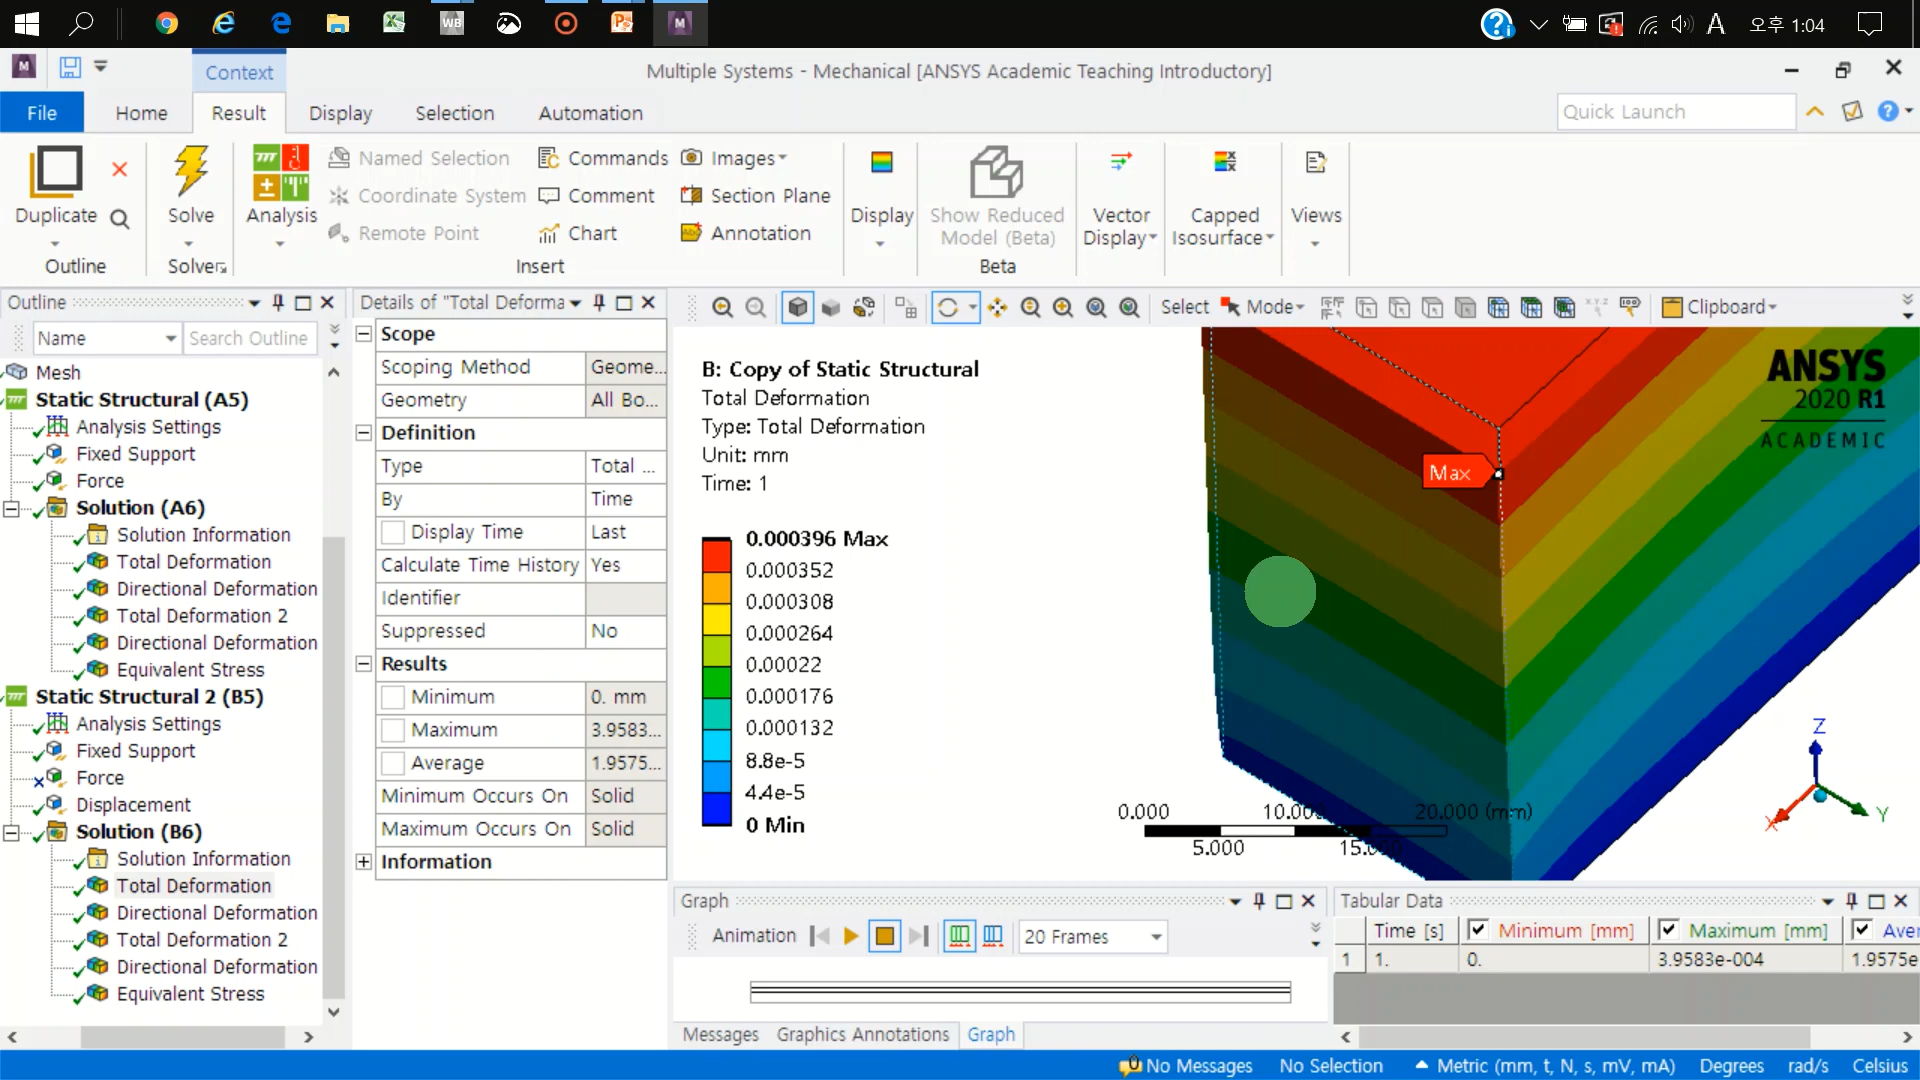 WB
P
M
A
오후 1:04
M
Context
Multiple Systems - Mechanical [ANSYS Academic Teaching Introductory]
File
Home
Result
Display
Selection
Automation
Quick Launch
Duplicate
Solve
Analysis
Named Selection
Coordinate System
Remote Point
Commands
Comment
Chart
Images
Section Plane
Annotation
Display
Show Reduced
Model (Beta)
Vector
Display
Capped
Isosurface
Views
Outline
Solver
Insert
Beta
Outline
Name
Search Outline
Mesh
Static Structural (A5)
Analysis Settings
Fixed Support
Force
Solution (A6)
Solution Information
Total Deformation
Directional Deformation
Total Deformation 2
Directional Deformation
Equivalent Stress
Static Structural 2 (B5)
Analysis Settings
Fixed Support
Force
Displacement
Solution (B6)
Solution Information
Total Deformation
Directional Deformation
Total Deformation 2
Directional Deformation
Equivalent Stress
Details of "Total Deforma
Scope
Scoping Method Geome...
Geometry All Bo...
Definition
Type Total ...
By Time
Display Time Last
Calculate Time History Yes
Identifier
Suppressed No
Results
Minimum 0. mm
Maximum 3.9583...
Average 1.9575...
Minimum Occurs On Solid
Maximum Occurs On Solid
Information
Select
Mode
Clipboard
B: Copy of Static Structural
Total Deformation
Type: Total Deformation
Unit: mm
Time: 1
0.000396 Max
0.000352
0.000308
0.000264
0.00022
0.000176
0.000132
8.8e-5
4.4e-5
0 Min
Max
ANSYS
2020 R1
ACADEMIC
0.000
20.000 (mm)
5.000
Z
Y
X
Graph
Animation
20 Frames
Messages
Graphics Annotations
Graph
Tabular Data
Time [s] Minimum [mm] Maximum [mm]
1 1. 0. 3.9583e-004 1.9575e
No Messages
No Selection
Metric (mm, t, N, s, mV, mA)
Degrees
rad/s
Celsius